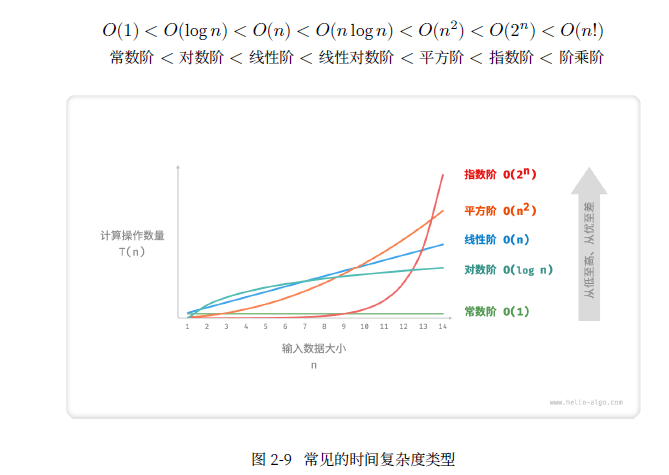 O(1) < O(log n) < O(n) < O(n log n) < O(n²) < O(2ⁿ) < O(n!)
常数阶 < 对数阶 < 线性阶 < 线性对数阶 < 平方阶 < 指数阶 < 阶乘阶
指数阶 O(2ⁿ)
平方阶 O(n²)
线性阶 O(n)
对数阶 O(log n)
常数阶 O(1)
计算操作数量
T(n)
从低至高、从优至差
1 2 3 4 5 6 7 8 9 10 11 12 13 14
输入数据大小
n
www.hello-algo.com
图 2-9 常见的时间复杂度类型